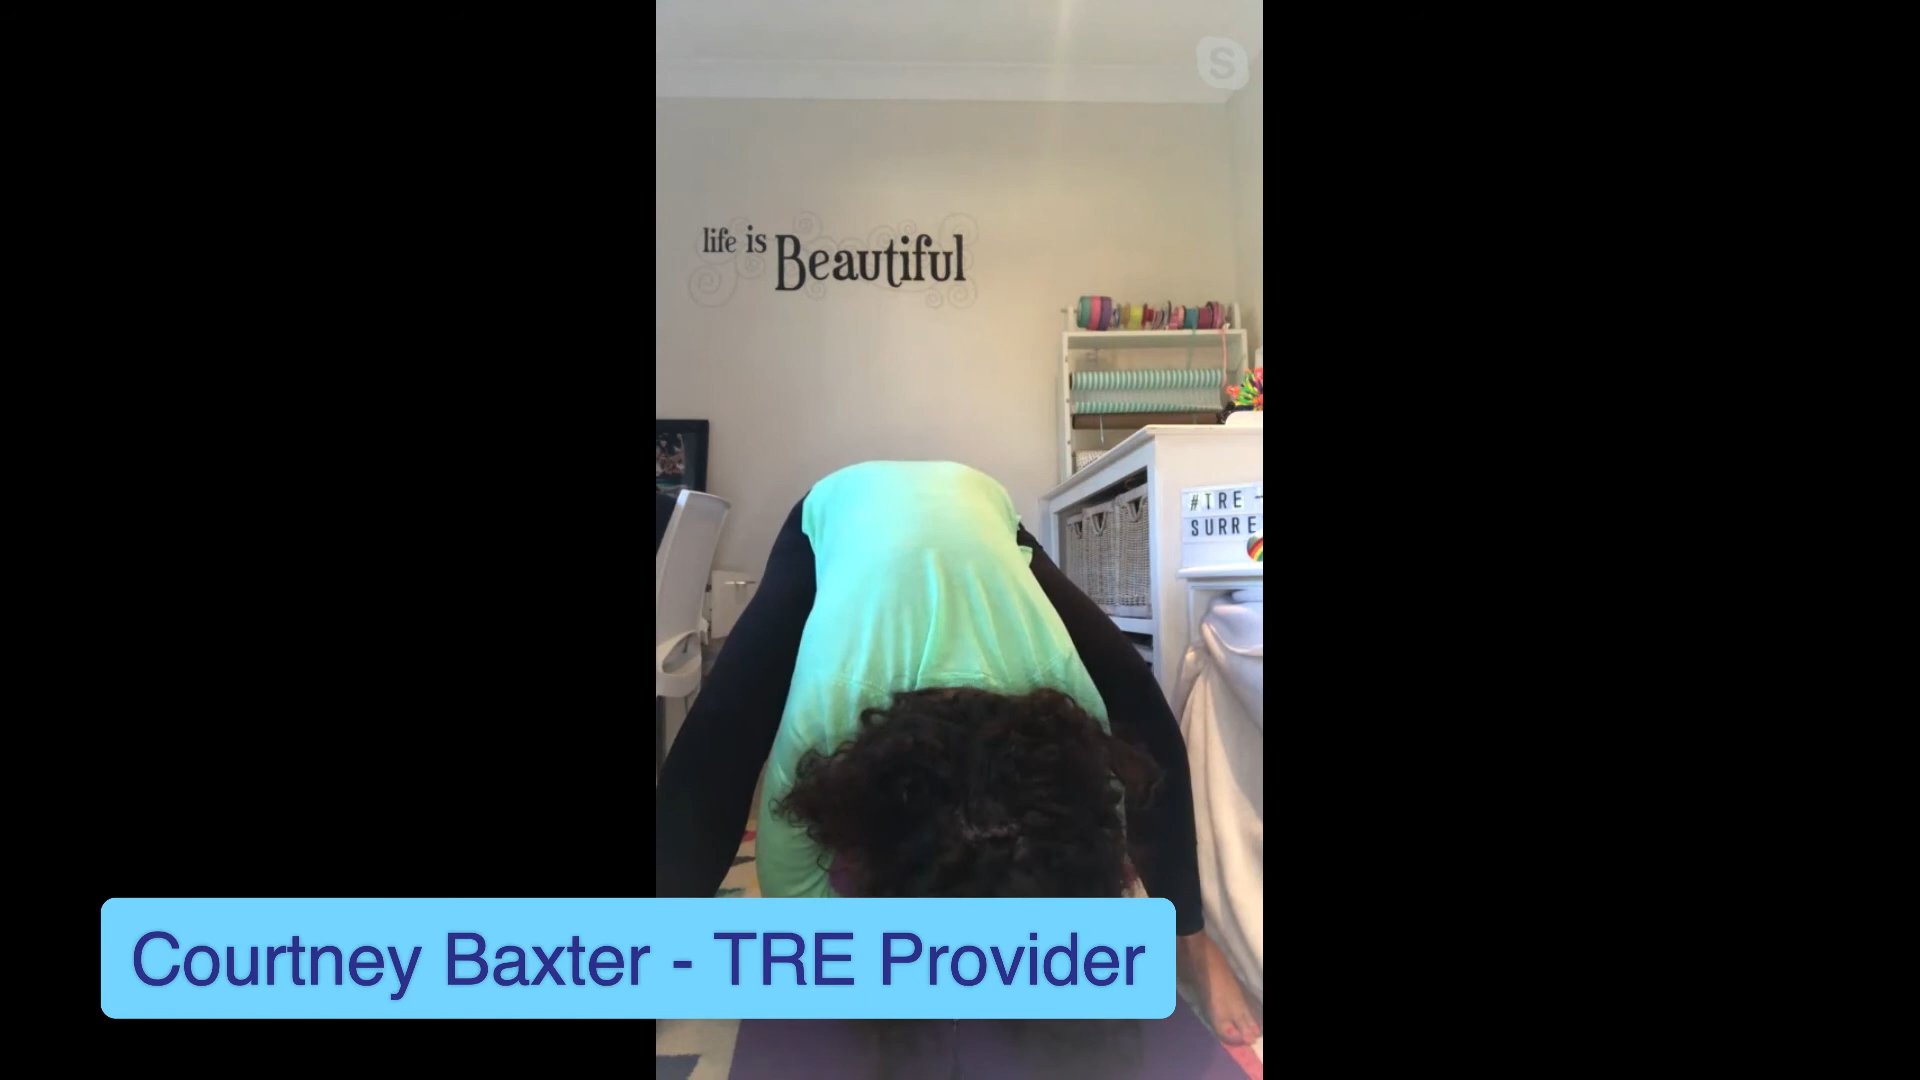 S
life is Beautiful
#TRE
SURRE
Courtney Baxter - TRE Provider